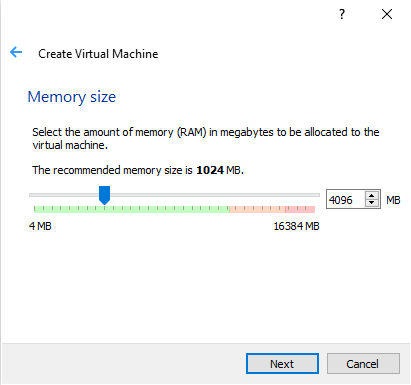 ?
Create Virtual Machine
Memory size
Select the amount of memory (RAM) in megabytes to be allocated to the
virtual machine.
The recommended memory size is 1024 MB.
4096 MB
4 MB 16384 MB
Next Cancel